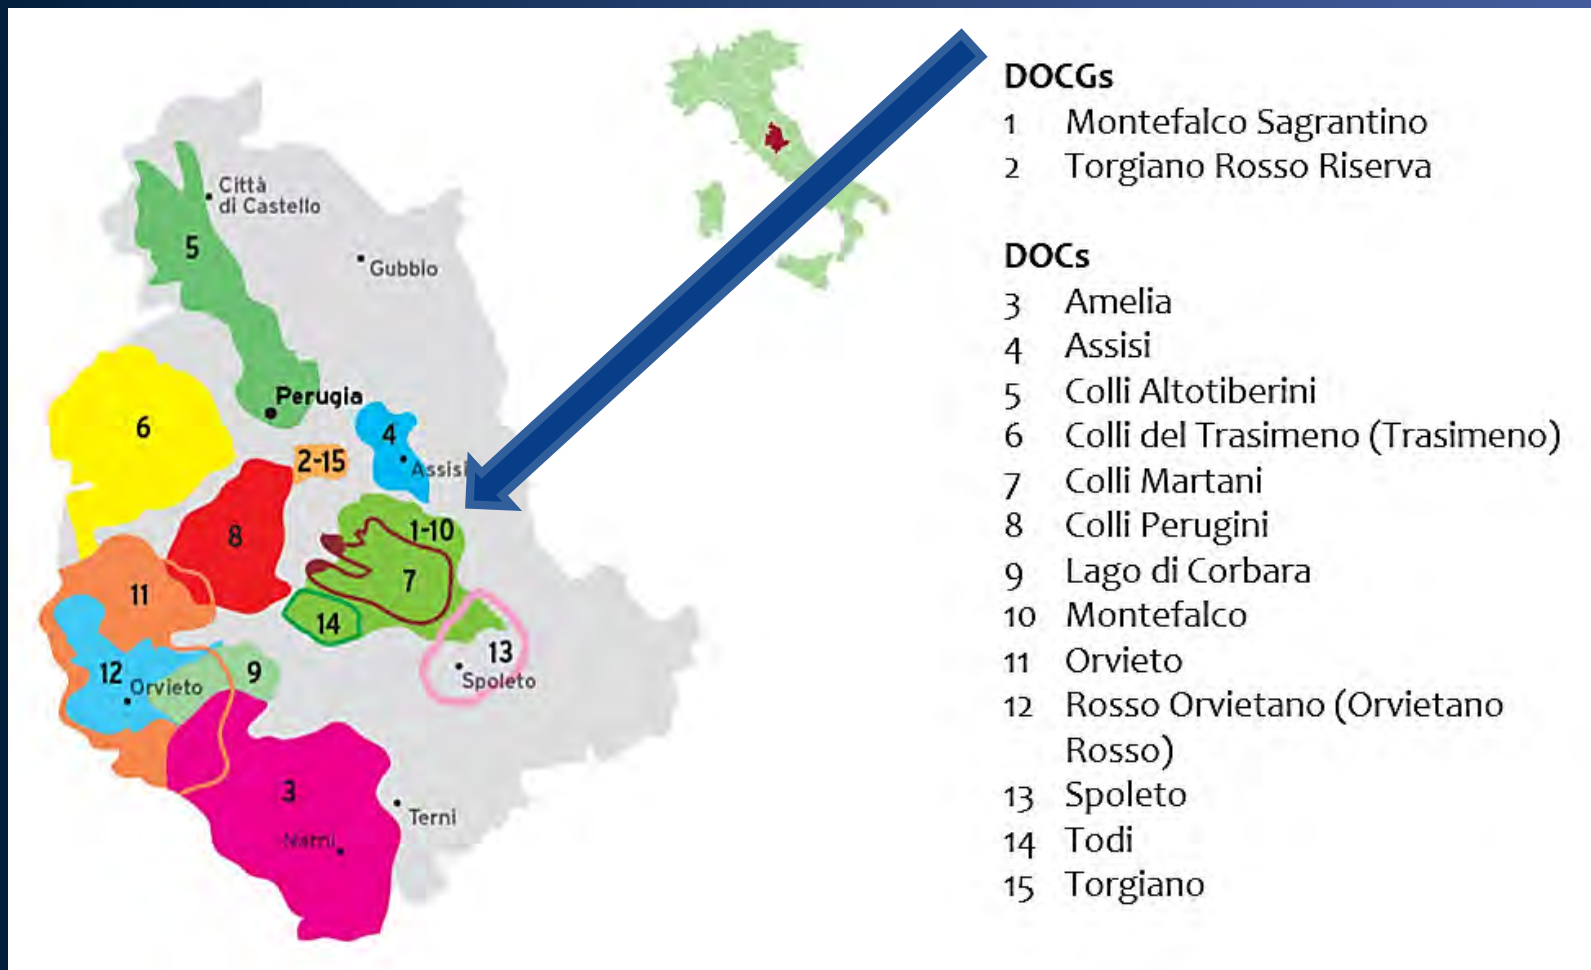 Città
di Castello
5
Gubbio
Perugia
6
4
2-15
Assisi
8
1-10
7
11
14
13
12
Orvieto
9
Spoleto
3
Terni
Narni
DOCGs
1 Montefalco Sagrantino
2 Torgiano Rosso Riserva
DOCs
3 Amelia
4 Assisi
5 Colli Altotiberini
6 Colli del Trasimeno (Trasimeno)
7 Colli Martani
8 Colli Perugini
9 Lago di Corbara
10 Montefalco
11 Orvieto
12 Rosso Orvietano (Orvietano
Rosso)
13 Spoleto
14 Todi
15 Torgiano